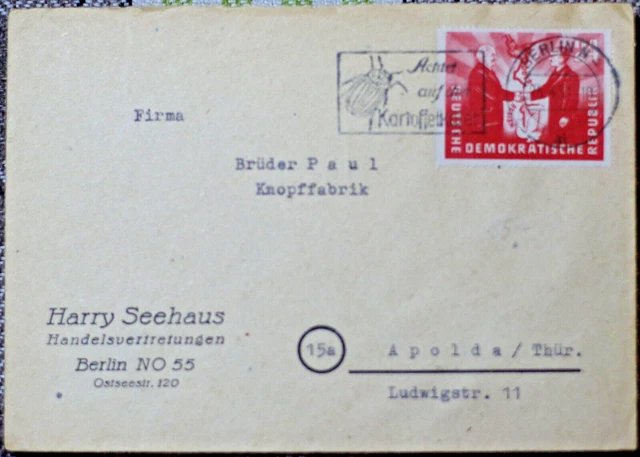 Achtet
auf den
Kartoffelkäfer
BERLIN N
DEUTSCHE DEMOKRATISCHE REPUBLIK
Firma
Brüder Paul
Knopffabrik
Harry Seehaus
Handelsvertretungen
Berlin NO 55
Ostseestr. 120
15a
Apolda/Thür.
Ludwigstr. 11